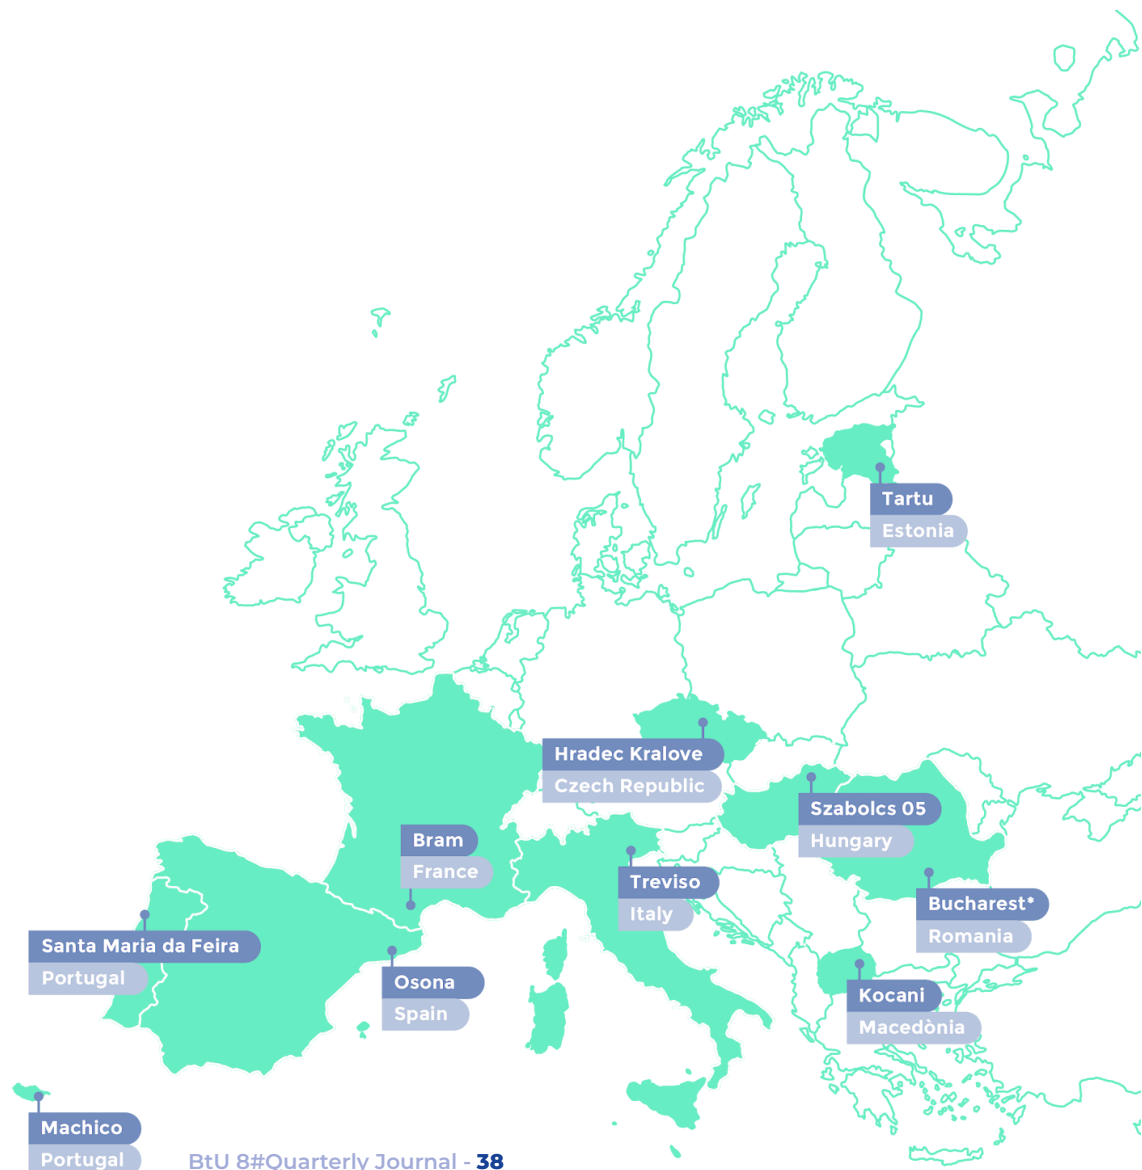 Tartu
Estonia
Hradec Kralove
Czech Republic
Szabolcs 05
Hungary
Bram
France
Treviso
Italy
Bucharest*
Romania
Santa Maria da Feira
Portugal
Osona
Spain
Kocani
Macedònia
Machico
Portugal
BtU 8#Quarterly Journal - 38